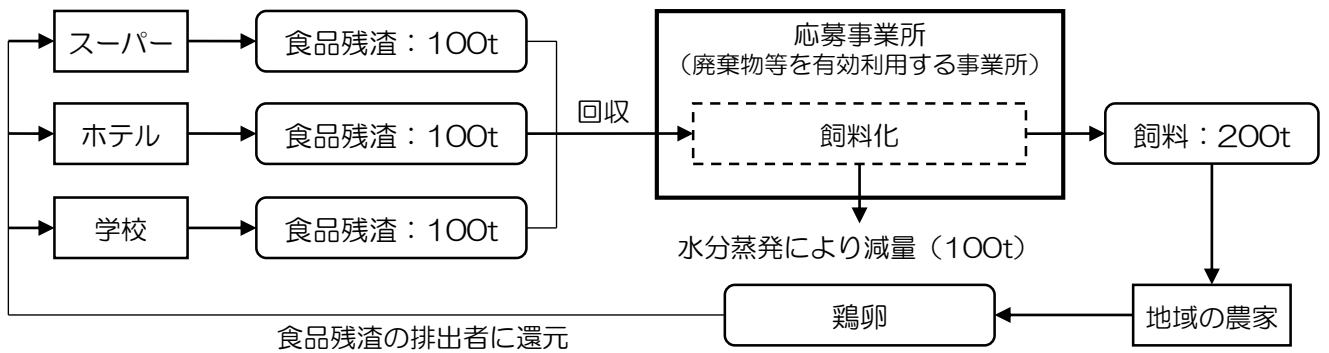 スーパー
食品残渣：100t
ホテル
食品残渣：100t
学校
食品残渣：100t
回収
応募事業所
（廃棄物等を有効利用する事業所）
飼料化
飼料：200t
水分蒸発により減量（100t）
鶏卵
地域の農家
食品残渣の排出者に還元